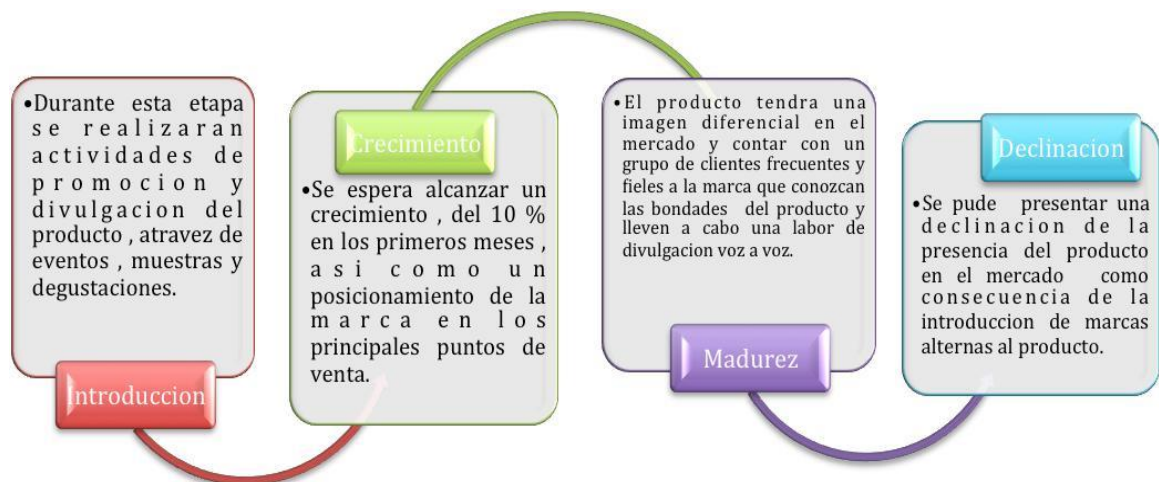 •Durante esta etapa
se realizaran
actividades de
promocion y
divulgacion del
producto , atravez de
eventos , muestras y
degustaciones.
Introduccion
Crecimiento
•Se espera alcanzar un
crecimiento , del 10 %
en los primeros meses ,
asi como un
posicionamiento de la
marca en los
principales puntos de
venta.
•El producto tendra una
imagen diferencial en el
mercado y contar con un
grupo de clientes frecuentes y
fieles a la marca que conozcan
las bondades del producto y
lleven a cabo una labor de
divulgacion voz a voz.
Madurez
Declinacion
•Se pude presentar una
declinacion de la
presencia del producto
en el mercado como
consecuencia de la
introduccion de marcas
alternas al producto.